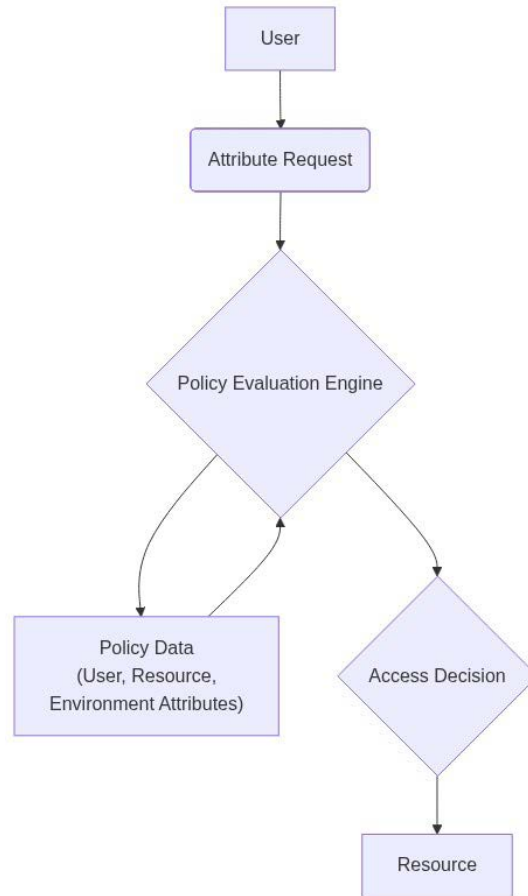 User
Attribute Request
Policy Evaluation Engine
Policy Data
(User, Resource,
Environment Attributes)
Access Decision
Resource